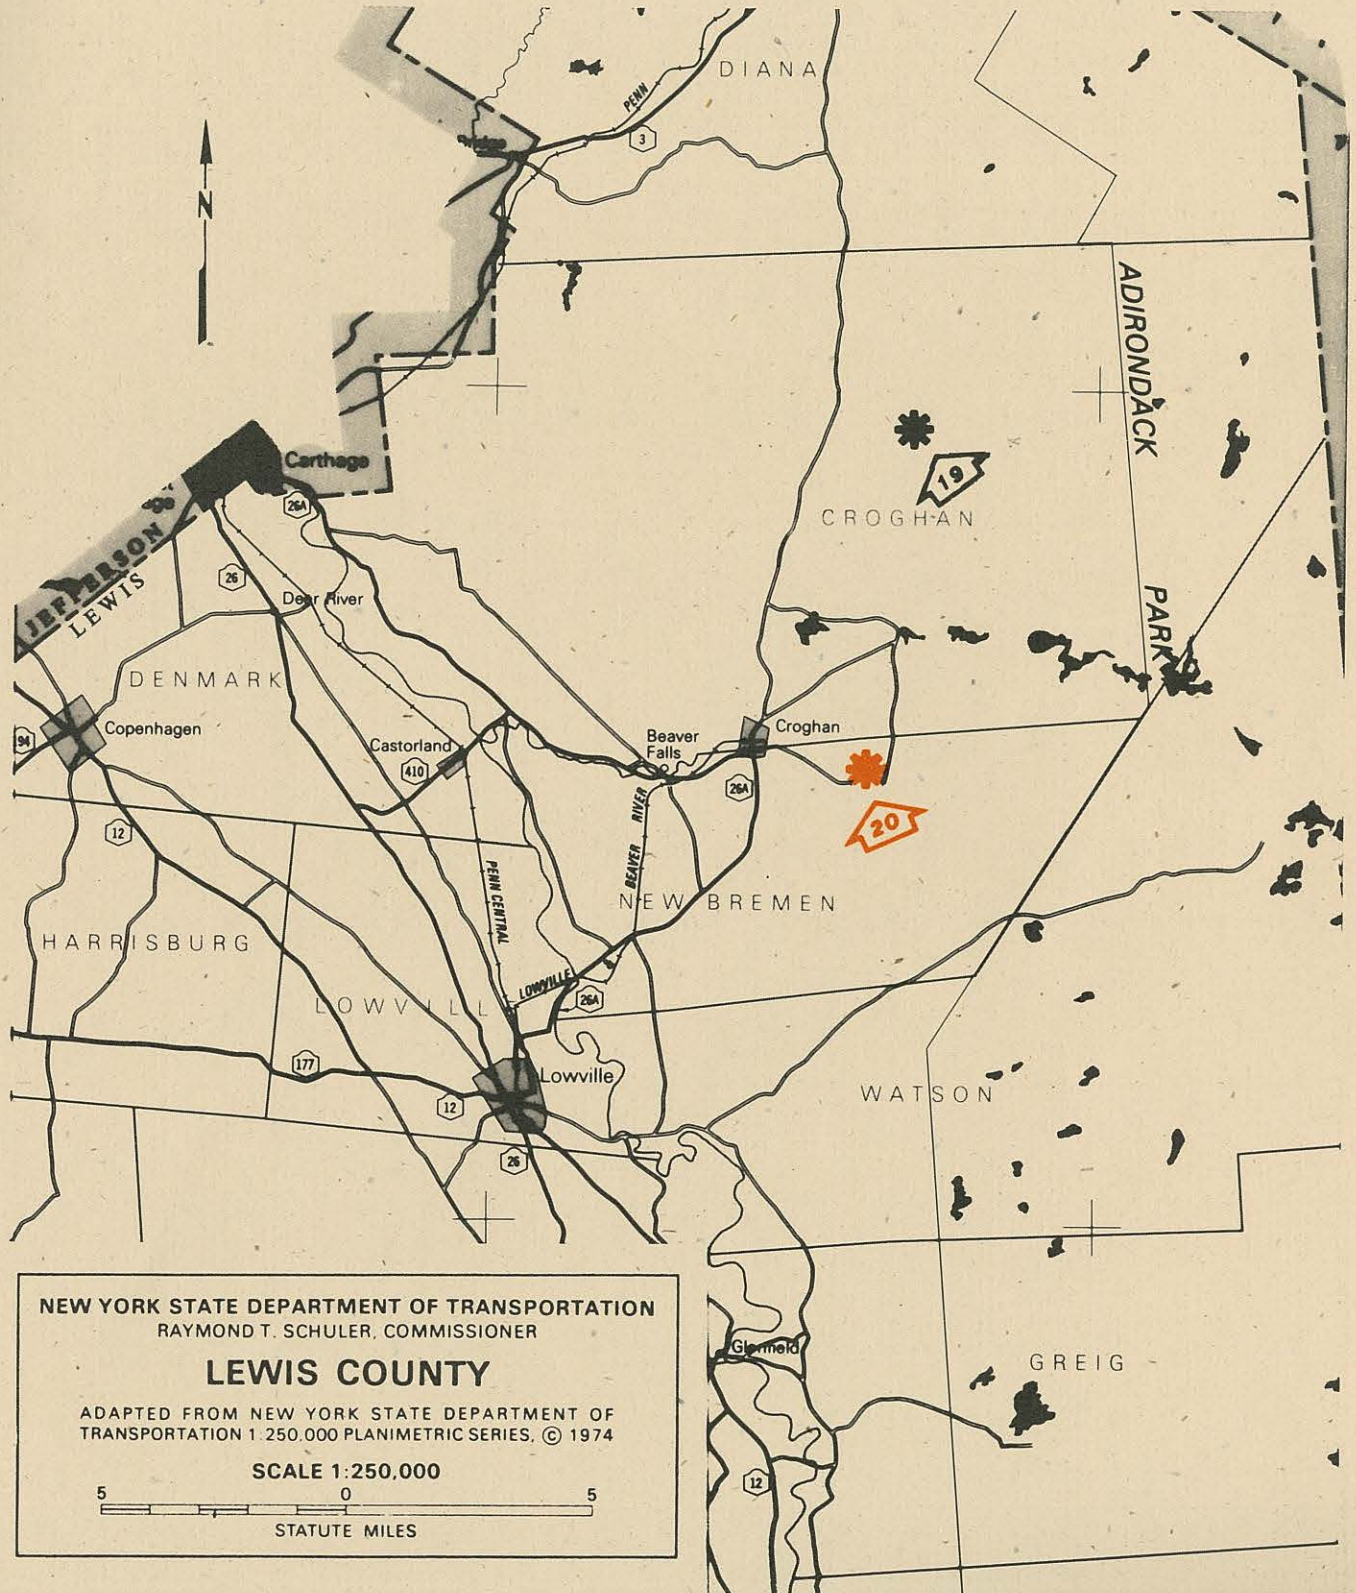 DIANA
PENN
3
N
ADIRONDACK
PARK
Carthage
26A
19
CROGHAN
JEFFERSON
LEWIS
26
Deer River
DENMARK
Copenhagen
194
Castorland
410
Beaver
Falls
Croghan
26A
BEAVER RIVER
20
12
PENN CENTRAL
NEW BREMEN
HARRISBURG
LOWVILLE
LOWVILLE
26A
177
Lowville
12
WATSON
26
Glenfield
GREIG
12
NEW YORK STATE DEPARTMENT OF TRANSPORTATION
RAYMOND T. SCHULER, COMMISSIONER
LEWIS COUNTY
ADAPTED FROM NEW YORK STATE DEPARTMENT OF
TRANSPORTATION 1:250,000 PLANIMETRIC SERIES, © 1974
SCALE 1:250,000
5 0 5
STATUTE MILES